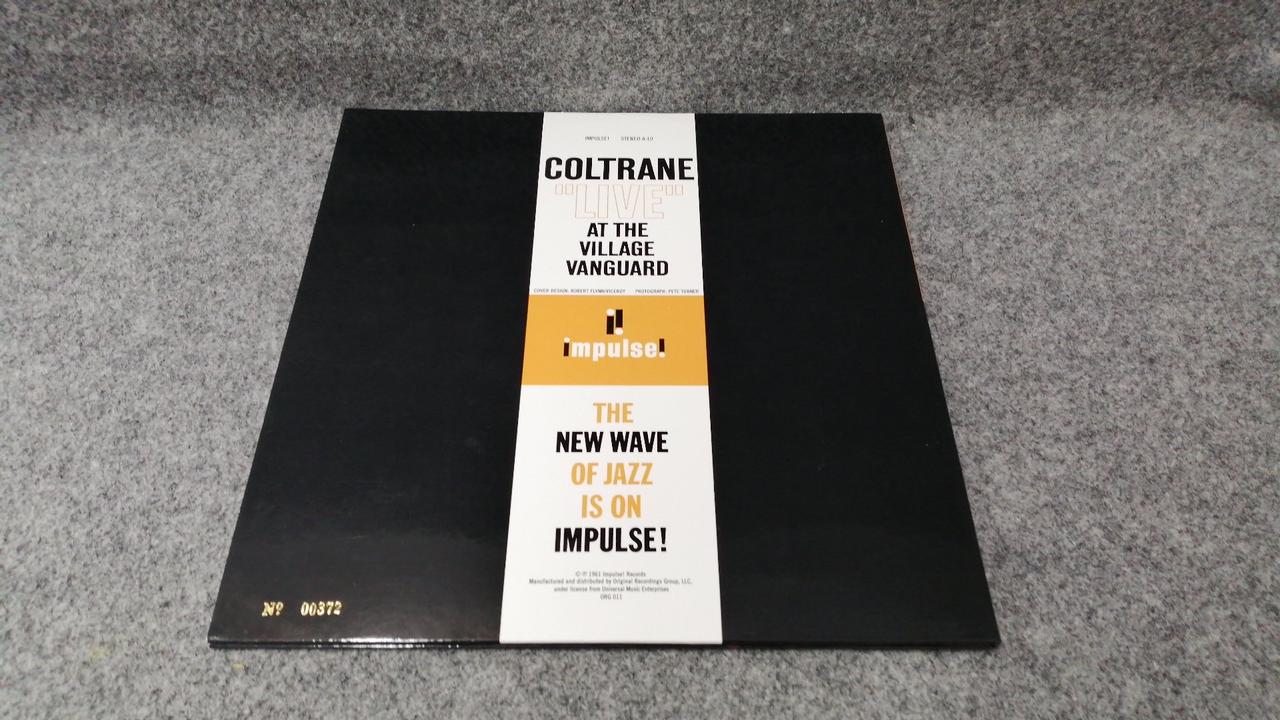 IMPULSE! STEREO A-10
COLTRANE
"LIVE"
AT THE
VILLAGE
VANGUARD
COVER DESIGN: ROBERT FLYNN/VICEROY PHOTOGRAPH: PETE TURNER
i!
impulse!
THE
NEW WAVE
OF JAZZ
IS ON
IMPULSE!
©℗ 1961 Impulse! Records
Manufactured and distributed by Original Recordings Group, LLC,
under license from Universal Music Enterprises
ORG 011
Nº 00372